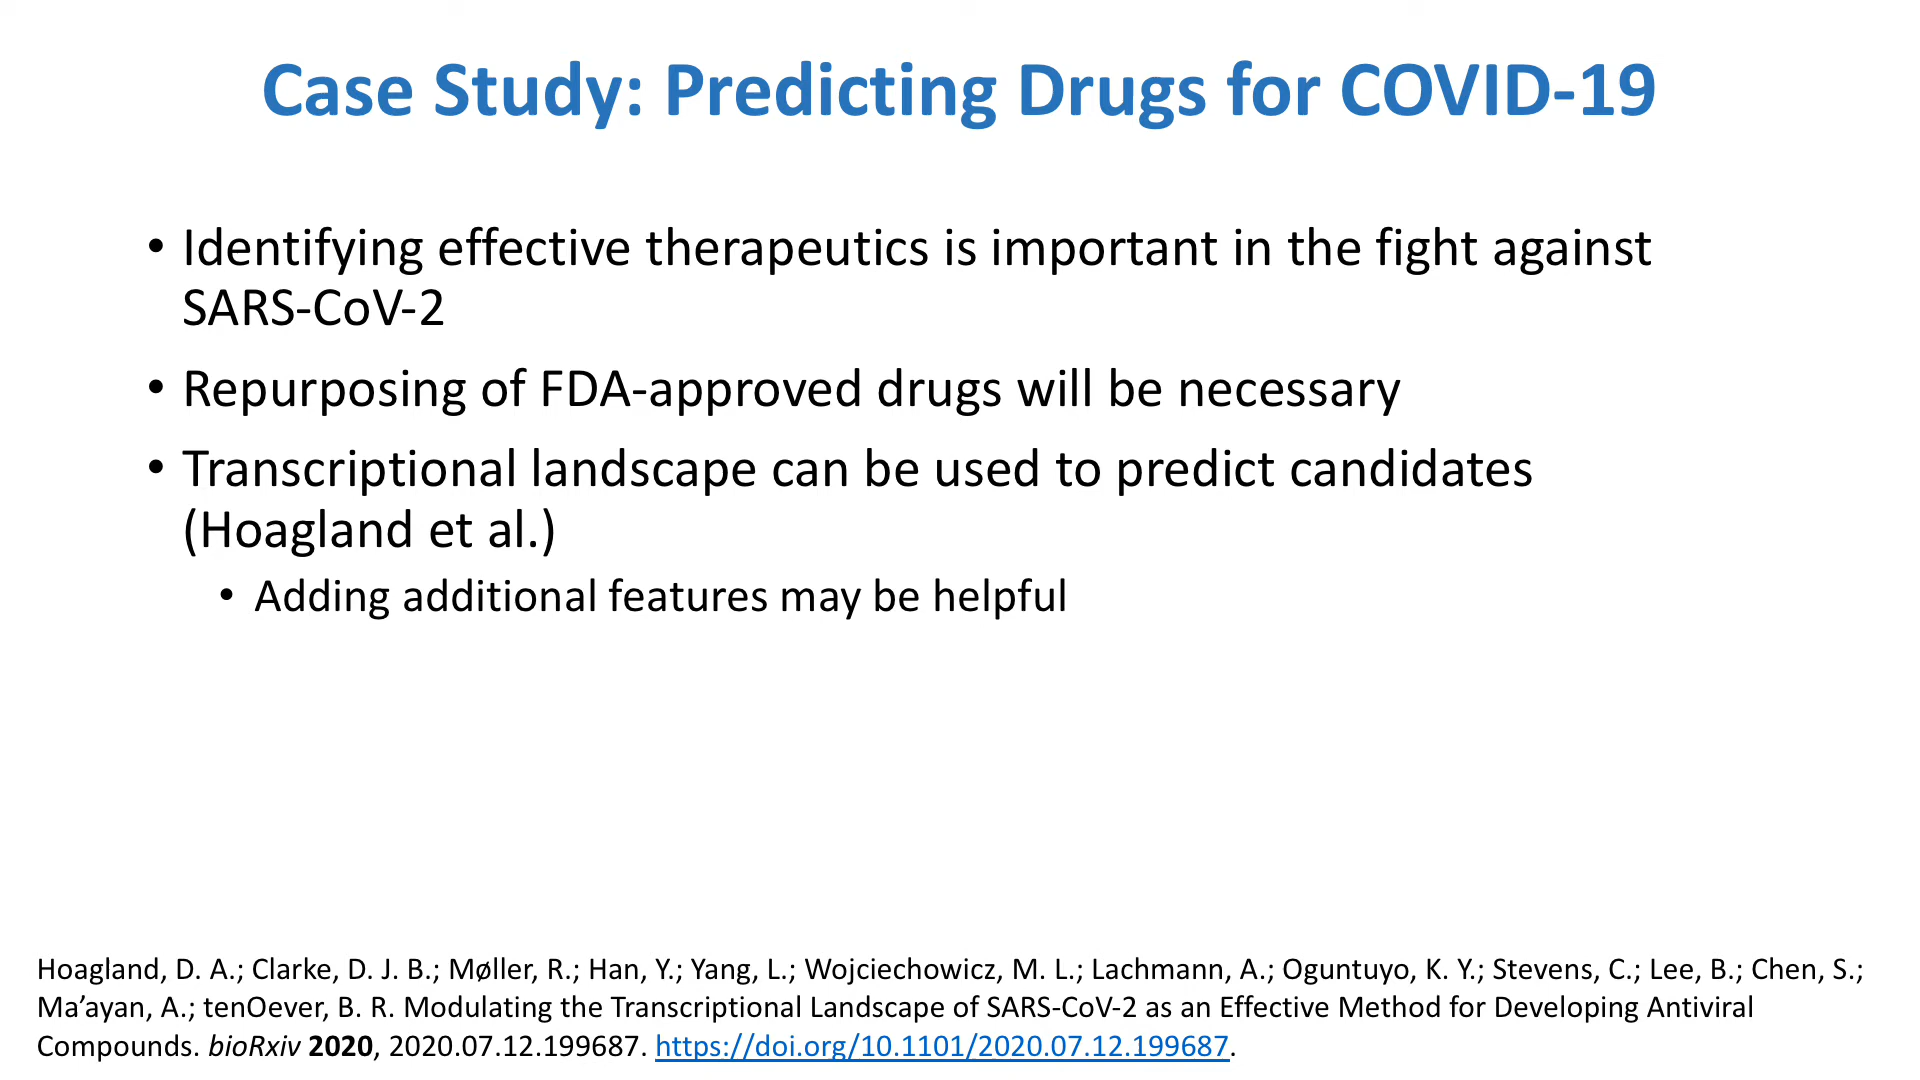 Case Study: Predicting Drugs for COVID-19
• Identifying effective therapeutics is important in the fight against
SARS-CoV-2
• Repurposing of FDA-approved drugs will be necessary
• Transcriptional landscape can be used to predict candidates
(Hoagland et al.)
• Adding additional features may be helpful
Hoagland, D. A.; Clarke, D. J. B.; Møller, R.; Han, Y.; Yang, L.; Wojciechowicz, M. L.; Lachmann, A.; Oguntuyo, K. Y.; Stevens, C.; Lee, B.; Chen, S.;
Ma’ayan, A.; tenOever, B. R. Modulating the Transcriptional Landscape of SARS-CoV-2 as an Effective Method for Developing Antiviral
Compounds. bioRxiv 2020, 2020.07.12.199687. https://doi.org/10.1101/2020.07.12.199687.